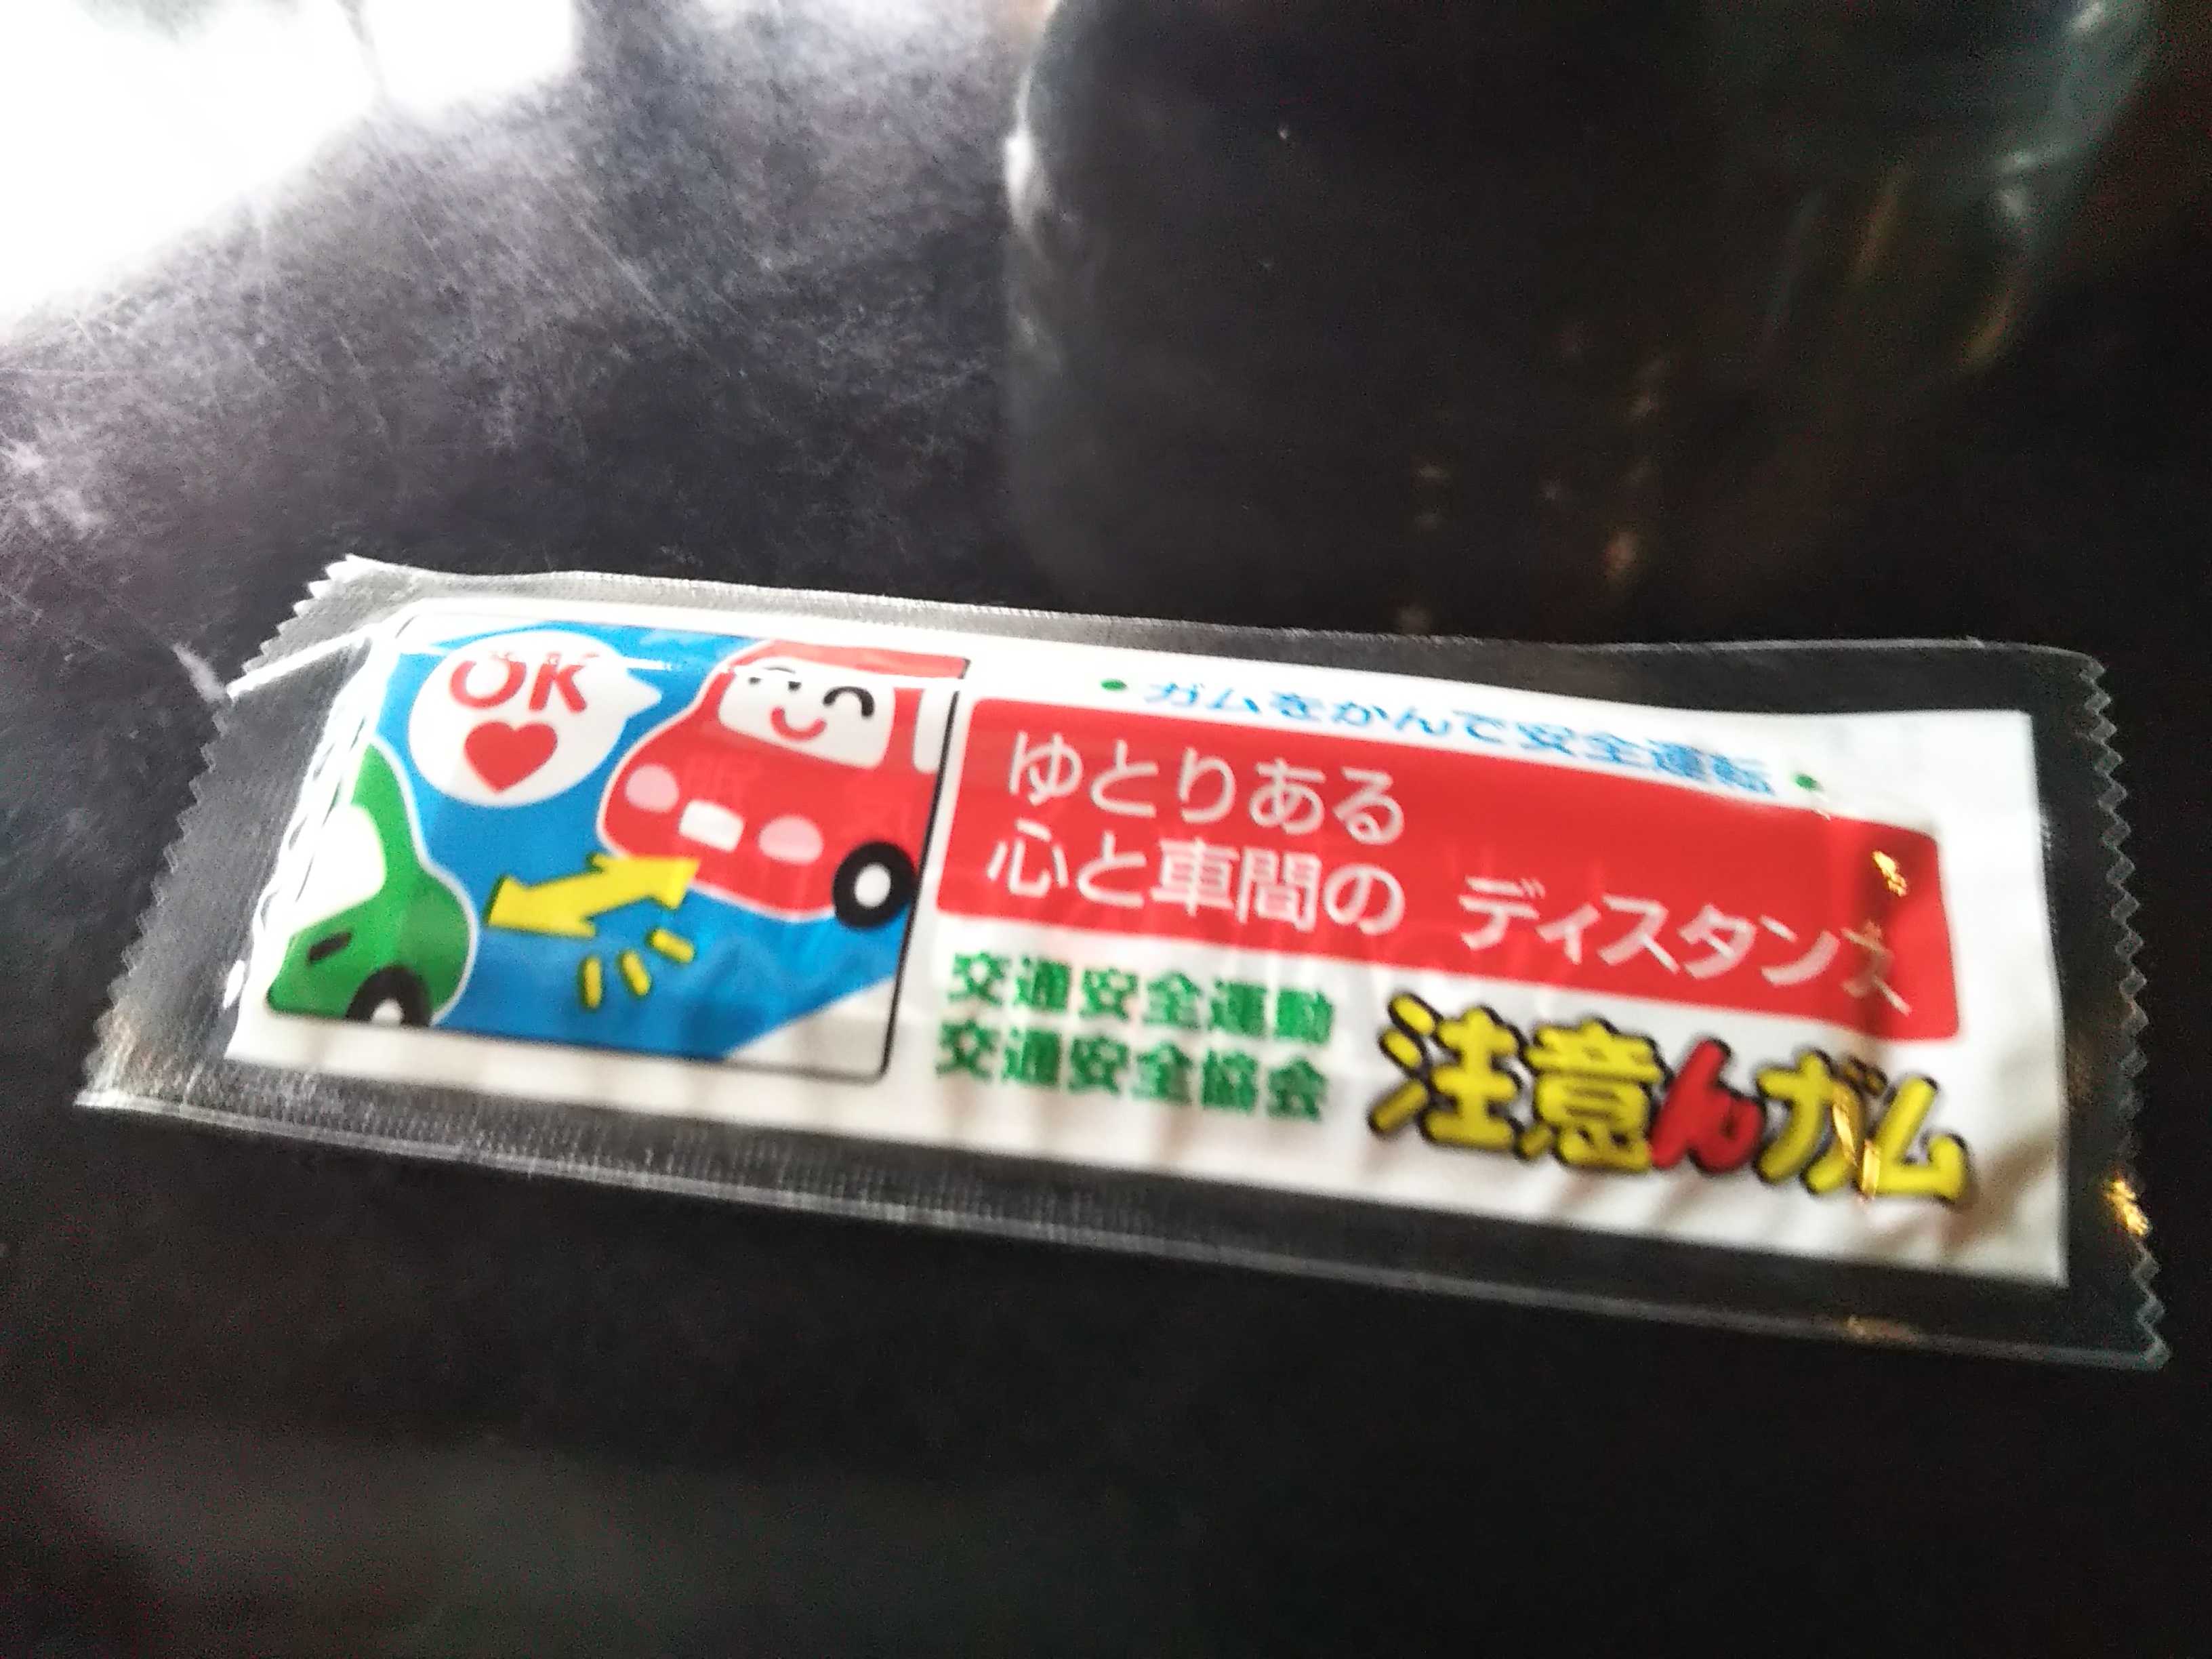 OK
・ガムをかんで安全運転・
ゆとりある
心と車間の ディスタンス
交通安全運動
交通安全協会
注意んガム